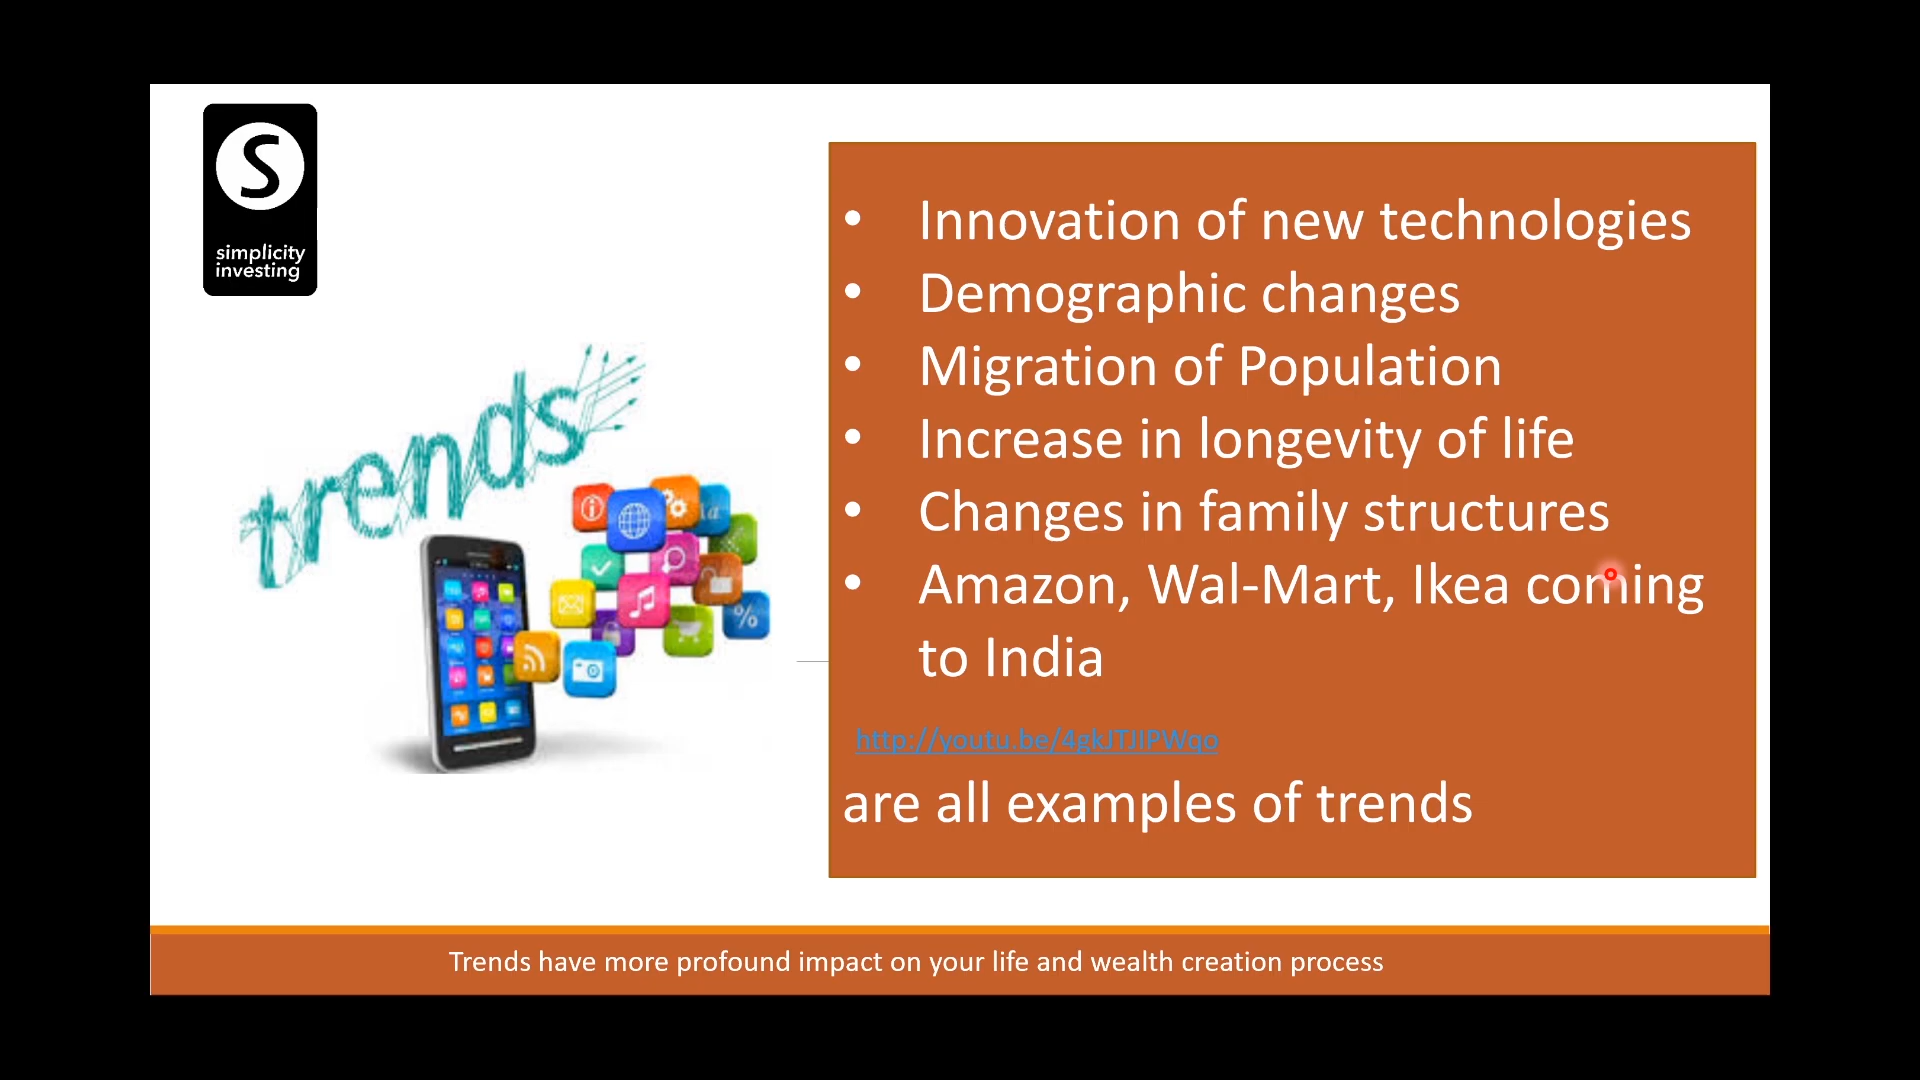 S
simplicity
investing
trends
• Innovation of new technologies
• Demographic changes
• Migration of Population
• Increase in longevity of life
• Changes in family structures
• Amazon, Wal-Mart, Ikea coming
to India
http://youtu.be/4gkJTJIPWqo
are all examples of trends
Trends have more profound impact on your life and wealth creation process